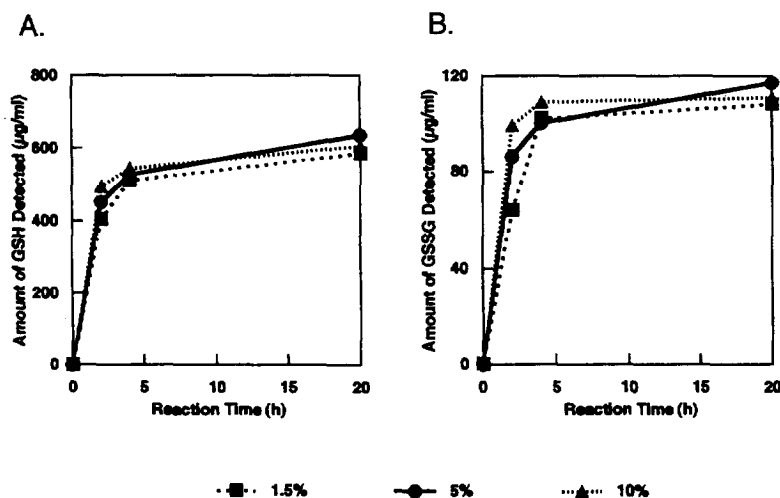 A.
800
600
400
200
0
Amount of GSH Detected (µg/ml)
0 5 10 15 20
Reaction Time (h)
B.
120
80
40
0
Amount of GSSG Detected (µg/ml)
0 5 10 15 20
Reaction Time (h)
1.5% 5% 10%